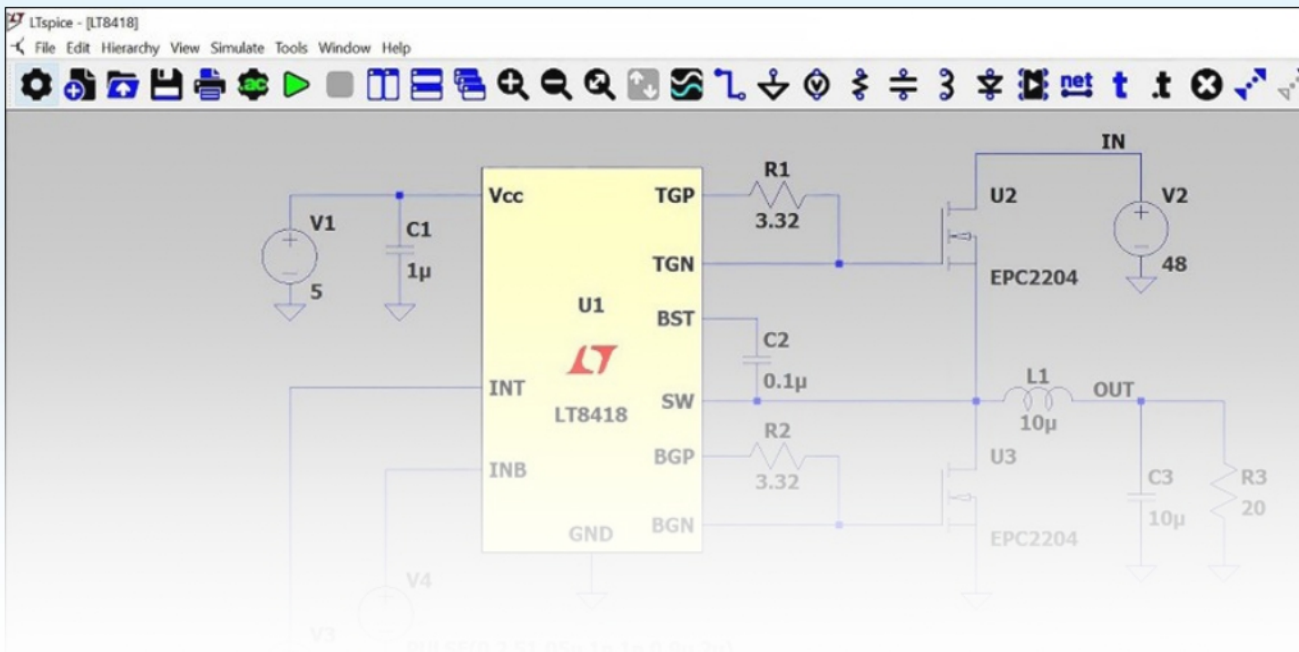 LTspice - [LT8418]
File Edit Hierarchy View Simulate Tools Window Help
ac
net
t
.t
IN
R1
3.32
U2
V2
48
EPC2204
V1
5
C1
1µ
Vcc
TGP
TGN
U1
BST
C2
0.1µ
INT
LT8418
SW
L1
10µ
OUT
R2
3.32
BGP
U3
INB
C3
10µ
R3
20
GND
BGN
EPC2204
V4
V3